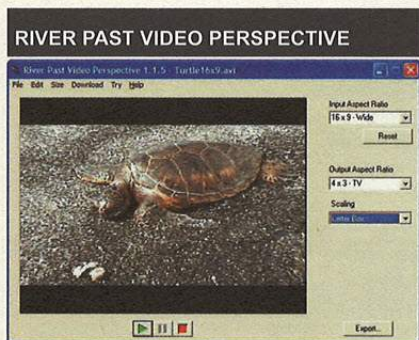 RIVER PAST VIDEO PERSPECTIVE
River Past Video Perspective 1.1.5 - Turtle16x9.avi
File Edit Size Download Try Help
Input Aspect Ratio
16 x 9 - Wide
Reset
Output Aspect Ratio
4 x 3 - TV
Scaling
Letter Box
Export...